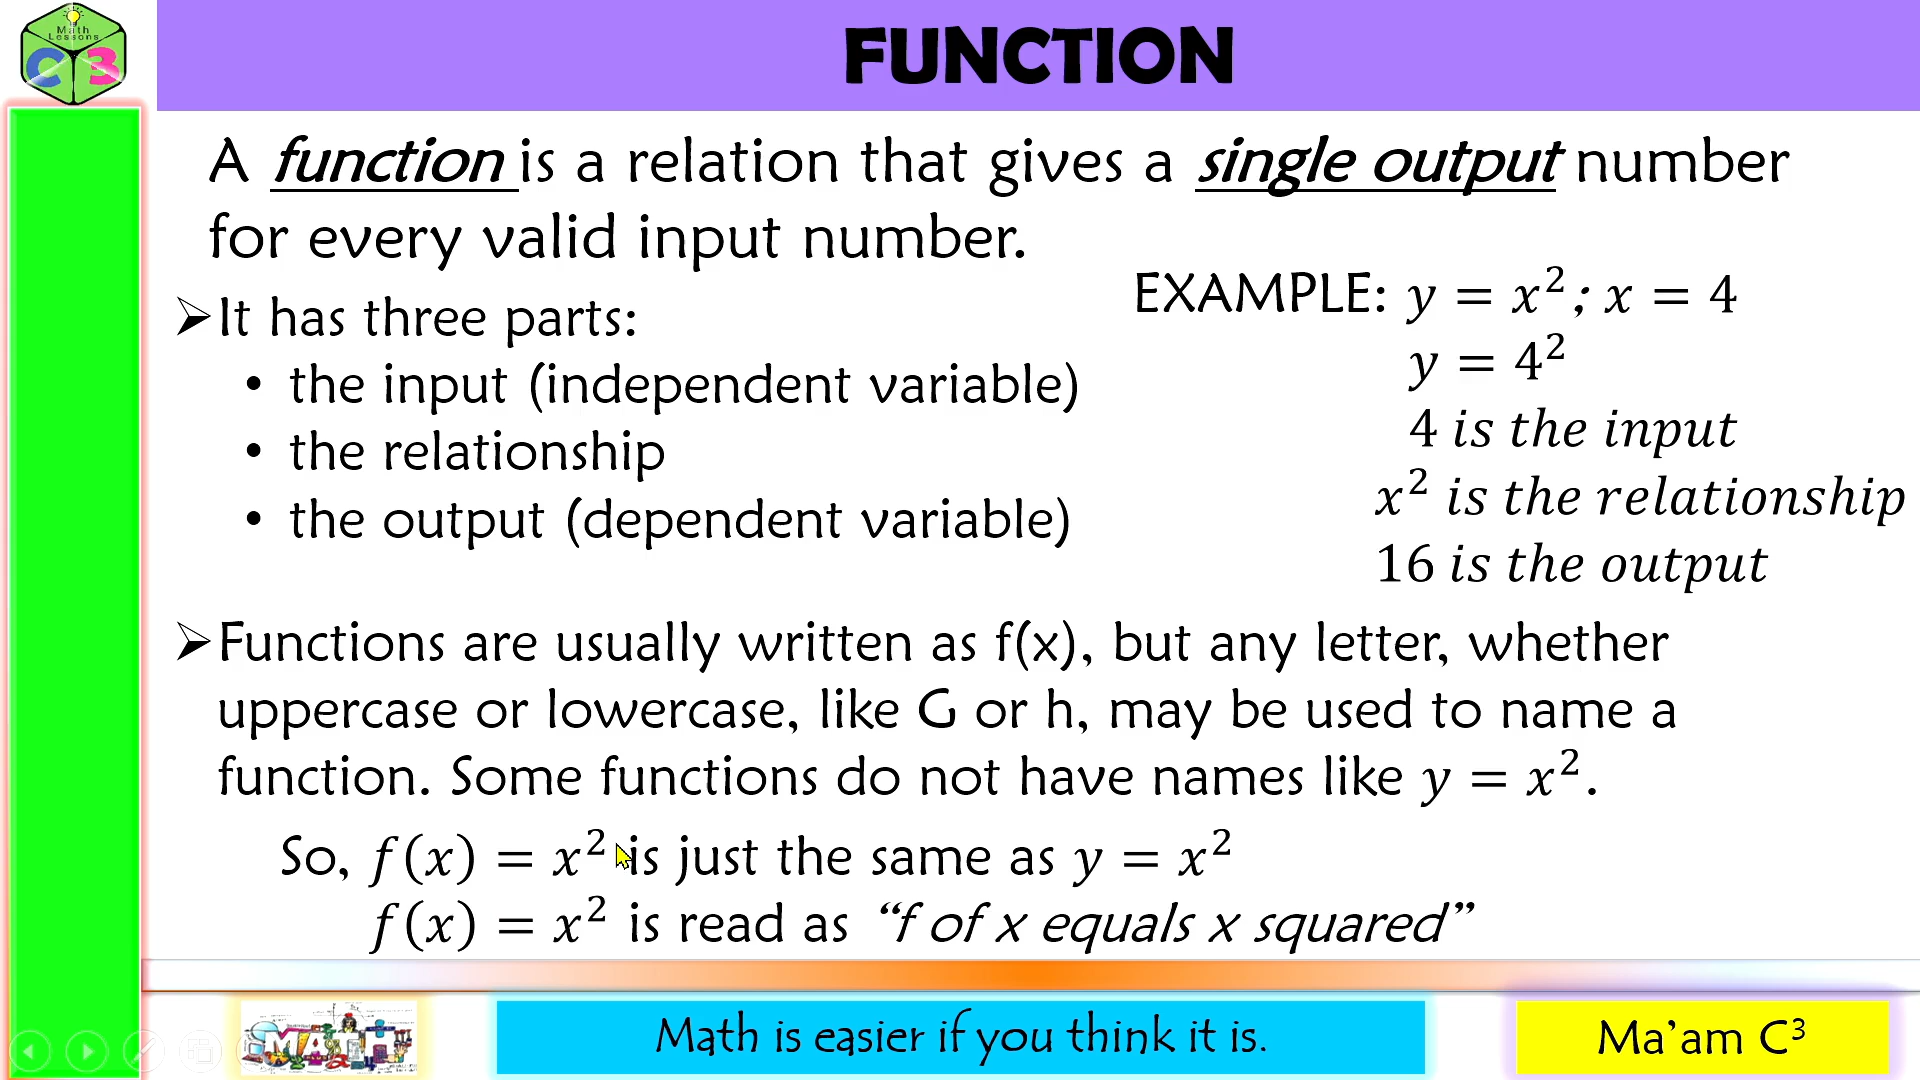 Math
Lessons
C3
FUNCTION
A function is a relation that gives a single output number
for every valid input number.
➢It has three parts:
• the input (independent variable)
• the relationship
• the output (dependent variable)
EXAMPLE: y = x²; x = 4
y = 4²
4 is the input
x² is the relationship
16 is the output
➢Functions are usually written as f(x), but any letter, whether
uppercase or lowercase, like G or h, may be used to name a
function. Some functions do not have names like y = x².
So, f(x) = x² is just the same as y = x²
f(x) = x² is read as “f of x equals x squared”
MATH
Math is easier if you think it is.
Ma’am C³